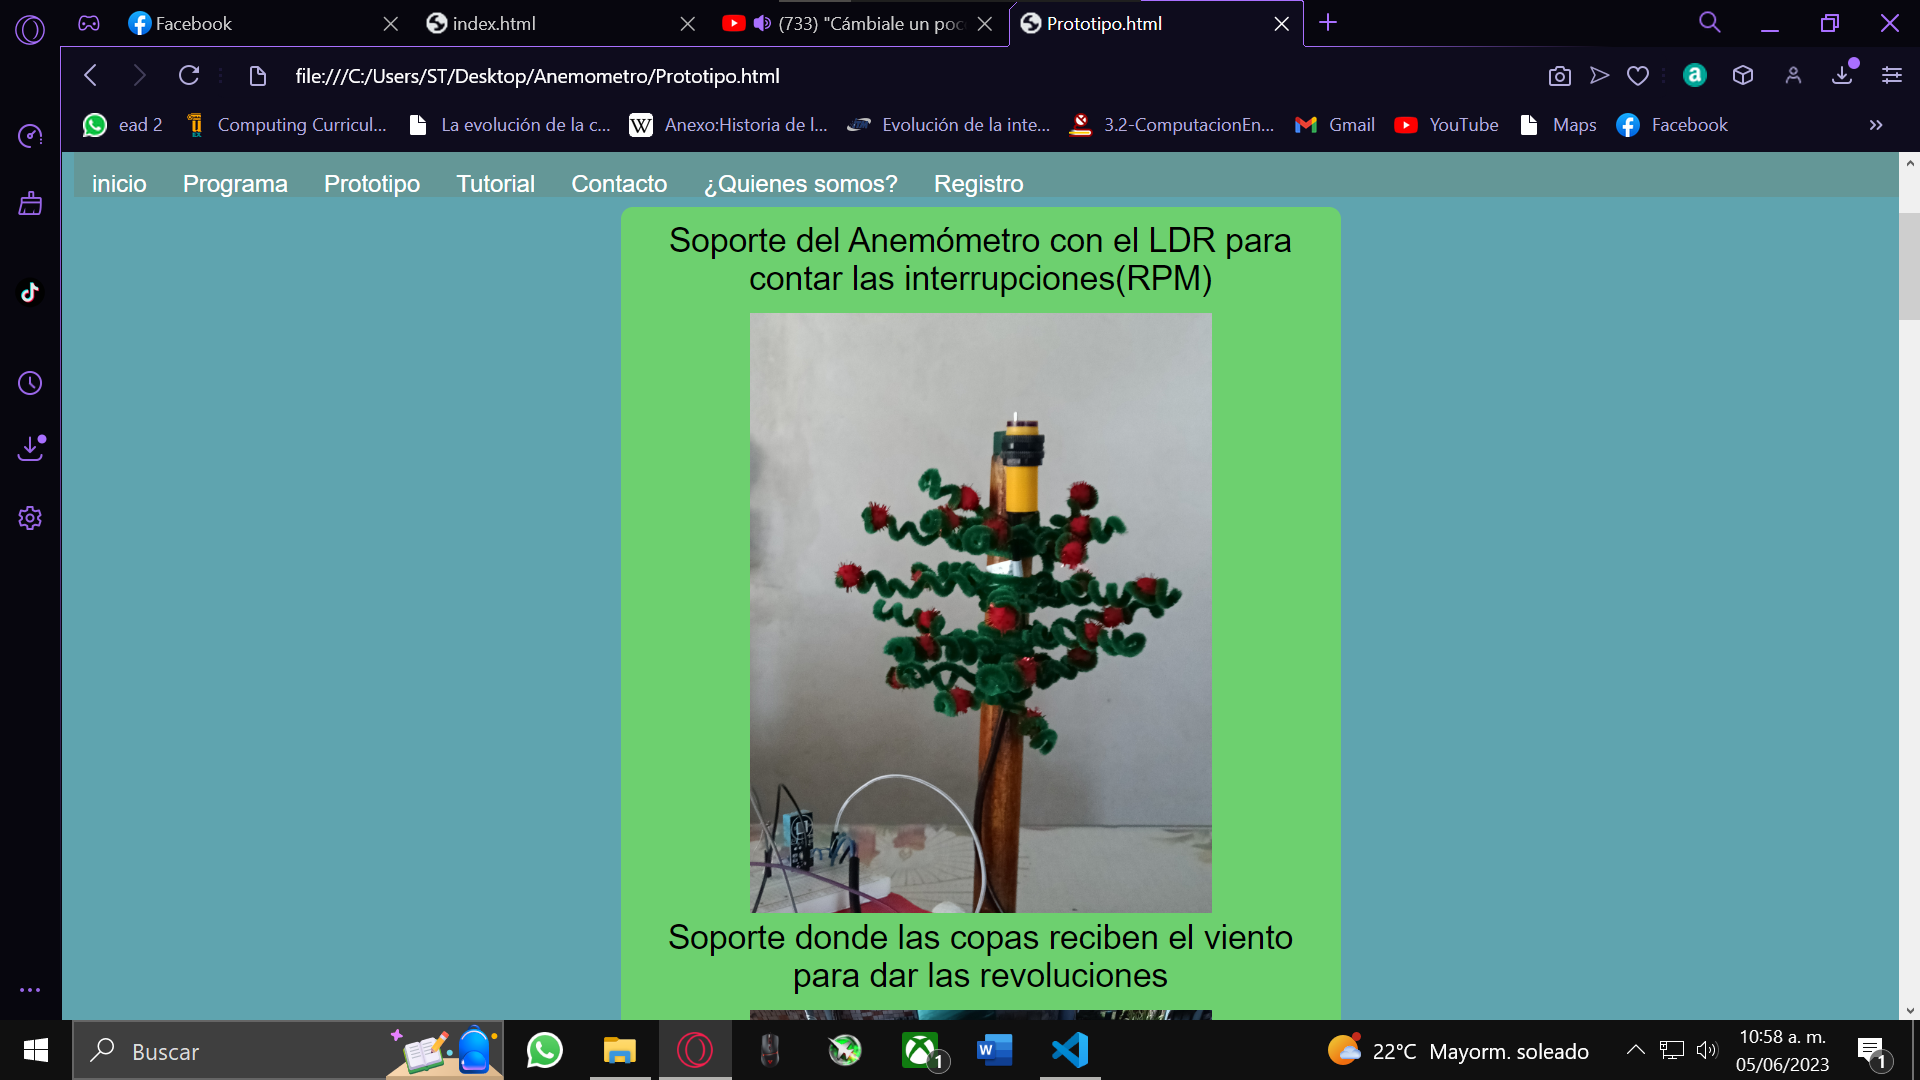 Facebook
index.html
(733) "Cámbiale un poc
Prototipo.html
file:///C:/Users/ST/Desktop/Anemometro/Prototipo.html
ead 2
Computing Curricul...
La evolución de la c...
Anexo:Historia de l...
Evolución de la inte...
3.2-ComputacionEn...
Gmail
YouTube
Maps
Facebook
inicio
Programa
Prototipo
Tutorial
Contacto
¿Quienes somos?
Registro
Soporte del Anemómetro con el LDR para
contar las interrupciones(RPM)
Soporte donde las copas reciben el viento
para dar las revoluciones
Buscar
1
22°C Mayorm. soleado
10:58 a. m.
05/06/2023
1